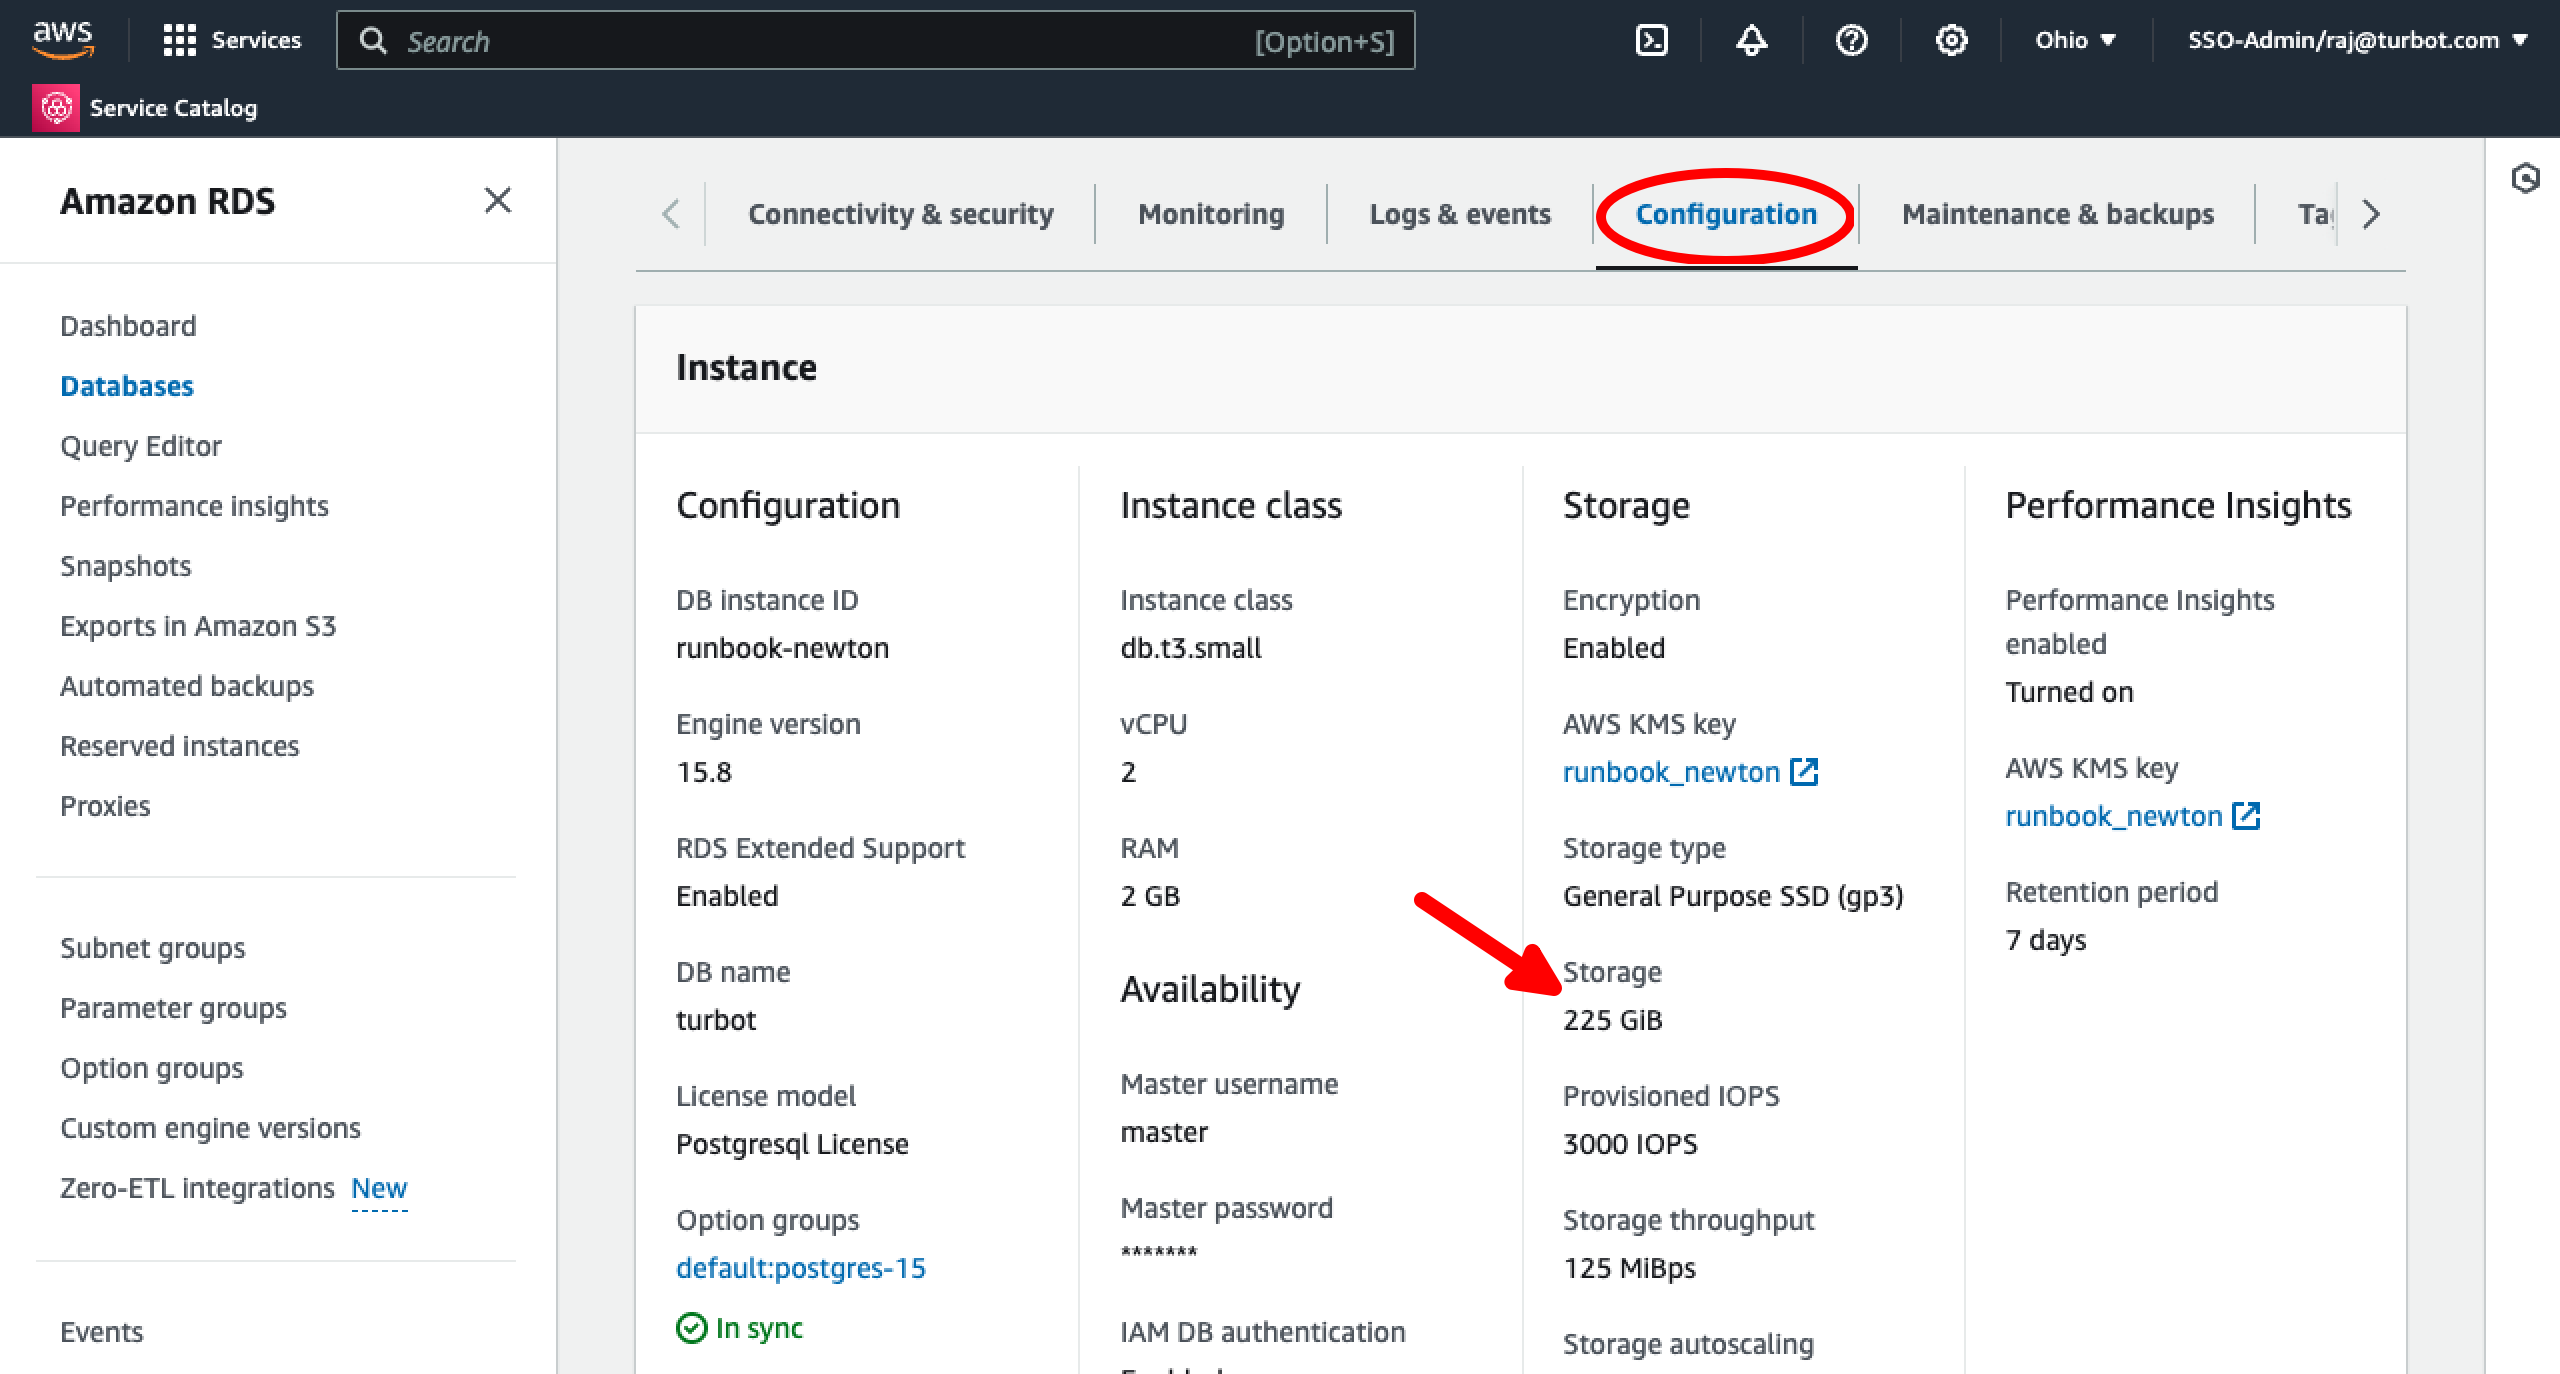 aws
Services
Search
[Option+S]
Ohio
SSO-Admin/raj@turbot.com
Service Catalog
Amazon RDS
Dashboard
Databases
Query Editor
Performance insights
Snapshots
Exports in Amazon S3
Automated backups
Reserved instances
Proxies
Subnet groups
Parameter groups
Option groups
Custom engine versions
Zero-ETL integrations New
Events
Connectivity & security
Monitoring
Logs & events
Configuration
Maintenance & backups
Instance
Configuration
DB instance ID
runbook-newton
Engine version
15.8
RDS Extended Support
Enabled
DB name
turbot
License model
Postgresql License
Option groups
default:postgres-15
In sync
Instance class
Instance class
db.t3.small
vCPU
2
RAM
2 GB
Availability
Master username
master
Master password
*******
IAM DB authentication
Storage
Encryption
Enabled
AWS KMS key
runbook_newton
Storage type
General Purpose SSD (gp3)
Storage
225 GiB
Provisioned IOPS
3000 IOPS
Storage throughput
125 MiBps
Storage autoscaling
Performance Insights
Performance Insights
enabled
Turned on
AWS KMS key
runbook_newton
Retention period
7 days